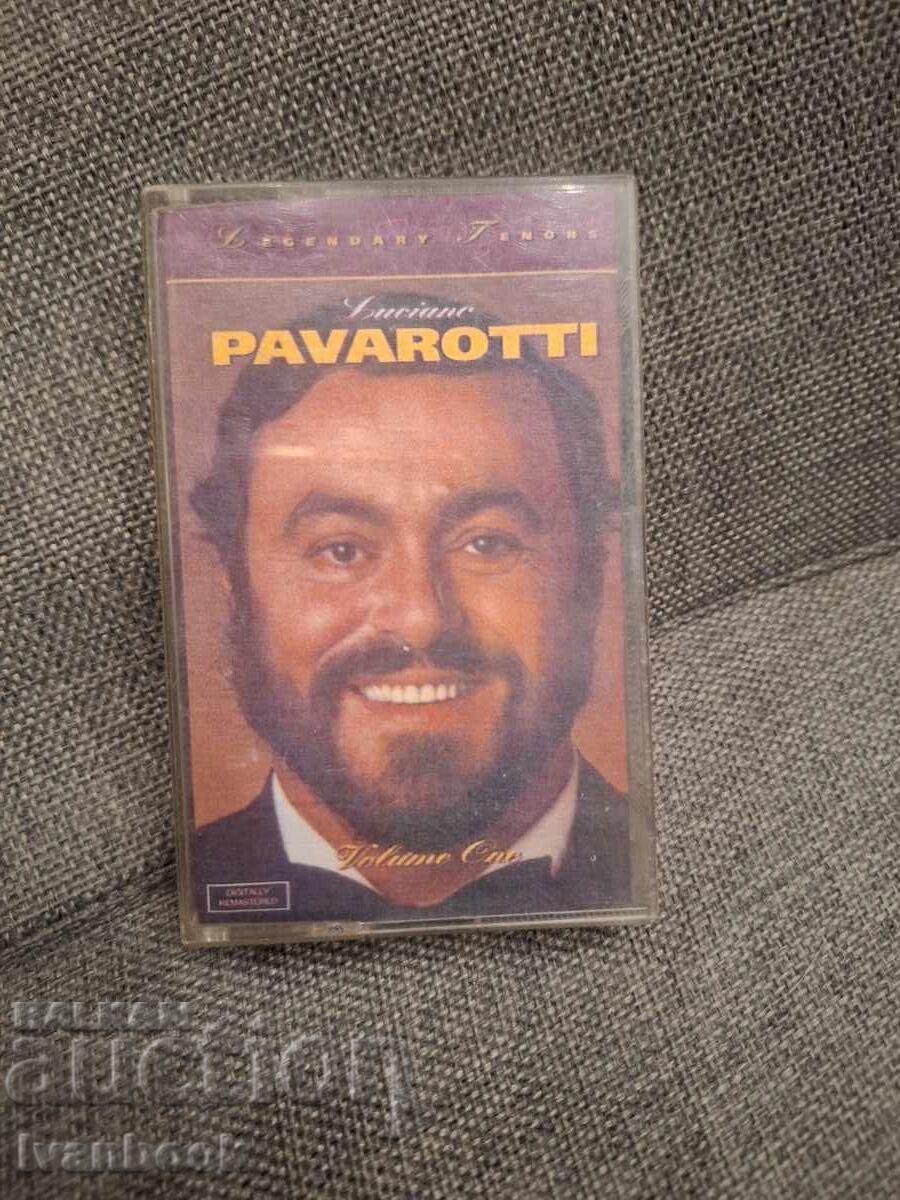 LEGENDARY TENORS
Luciano
PAVAROTTI
Volume One
DIGITALLY
REMASTERED
BALKAN
auction
Ivanbook